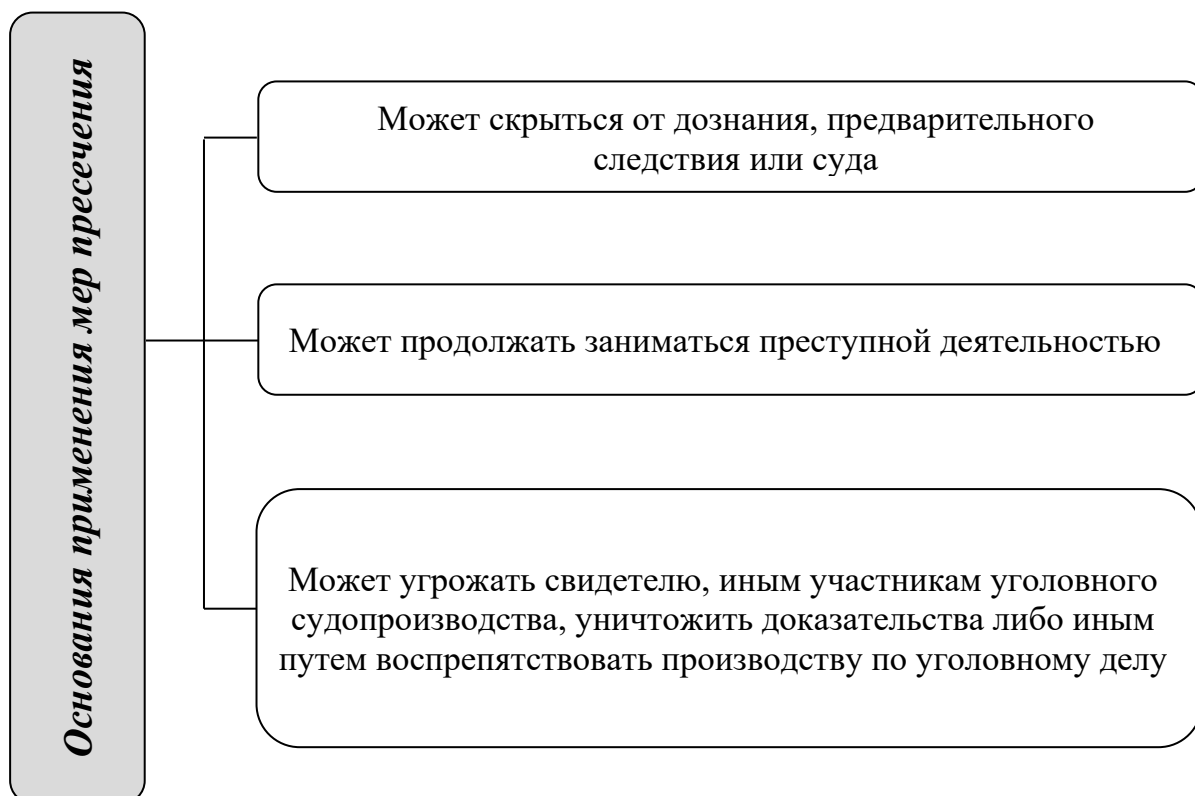 Основания применения мер пресечения
Может скрыться от дознания, предварительного
следствия или суда
Может продолжать заниматься преступной деятельностью
Может угрожать свидетелю, иным участникам уголовного
судопроизводства, уничтожить доказательства либо иным
путем воспрепятствовать производству по уголовному делу